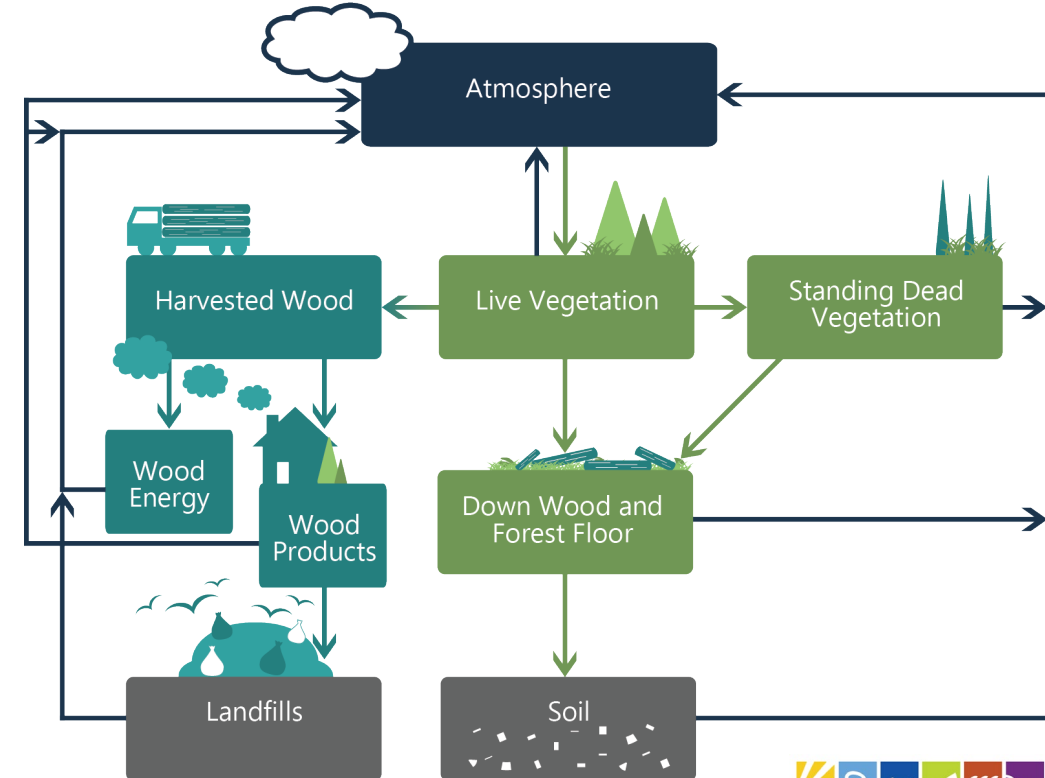 Atmosphere
Harvested Wood
Live Vegetation
Standing Dead
Vegetation
Wood
Energy
Wood
Products
Down Wood and
Forest Floor
Landfills
Soil